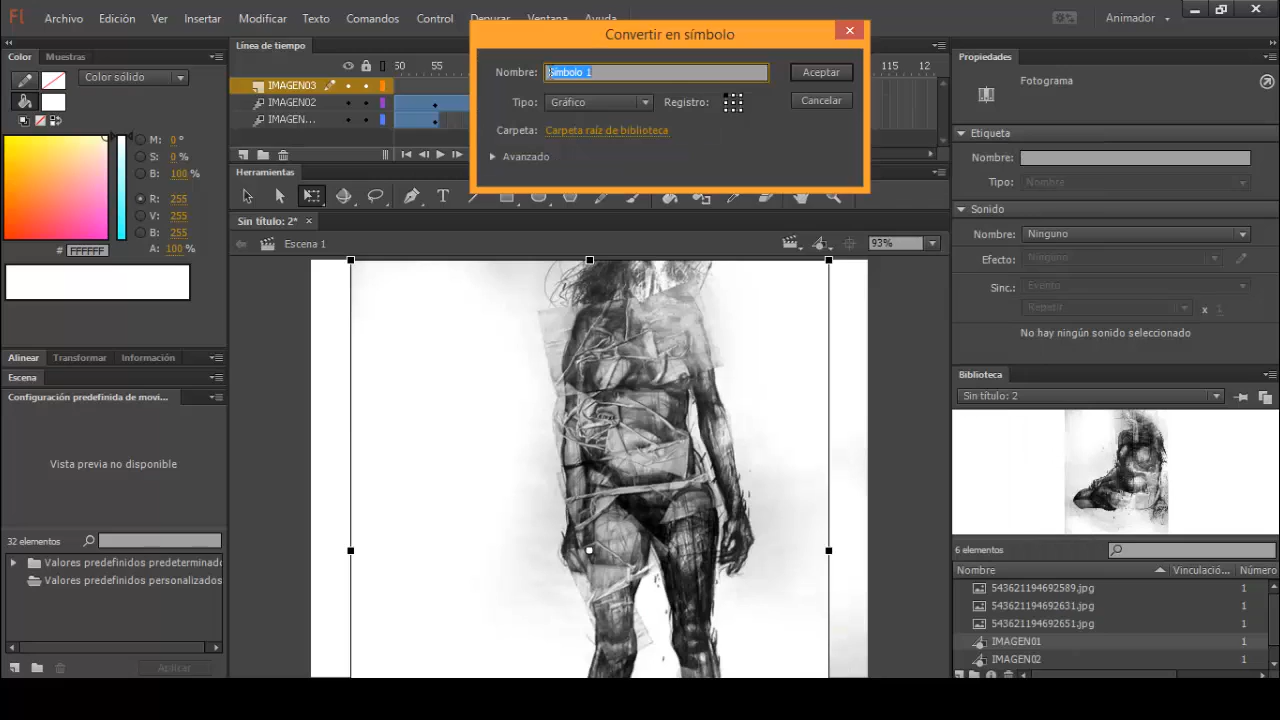 Fl Archivo Edición Ver Insertar Modificar Texto Comandos Control Depurar Ventana Ayuda Animador
Convertir en símbolo
Nombre: Símbolo 1 Aceptar
Tipo: Gráfico Registro: Cancelar
Carpeta: Carpeta raíz de biblioteca
Avanzado
Color Muestras
Color sólido
H: 0 °
S: 0 %
B: 100 %
R: 255
V: 255
B: 255
A: 100 %
# FFFFFF
Alinear Transformar Información
Escena
Configuración predefinida de movi...
Vista previa no disponible
32 elementos
Valores predefinidos predeterminado
Valores predefinidos personalizados
Aplicar
Línea de tiempo
50 55 115 12
IMAGEN03
IMAGEN02
IMAGEN...
Herramientas
Sin título: 2* ×
Escena 1 93%
Propiedades
Fotograma
Etiqueta
Nombre:
Tipo: Nombre
Sonido
Nombre: Ninguno
Efecto: Ninguno
Sinc.: Evento
Repetir x 1
No hay ningún sonido seleccionado
Biblioteca
Sin título: 2
6 elementos
Nombre Vinculació... Número
543621194692589.jpg 1
543621194692631.jpg 1
543621194692651.jpg 1
IMAGEN01 1
IMAGEN02 1